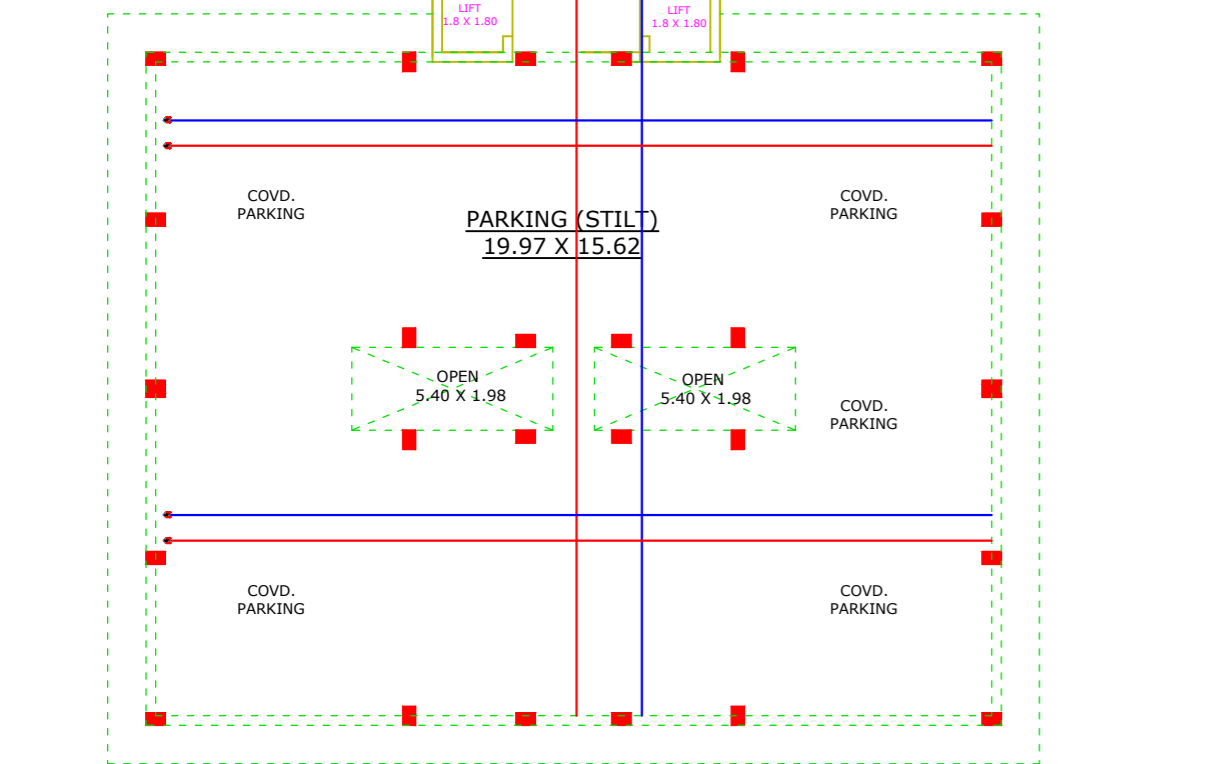 LIFT
1.8 X 1.80
LIFT
1.8 X 1.80
COVD.
PARKING
COVD.
PARKING
PARKING (STILT)
19.97 X 15.62
OPEN
5.40 X 1.98
OPEN
5.40 X 1.98
COVD.
PARKING
COVD.
PARKING
COVD.
PARKING